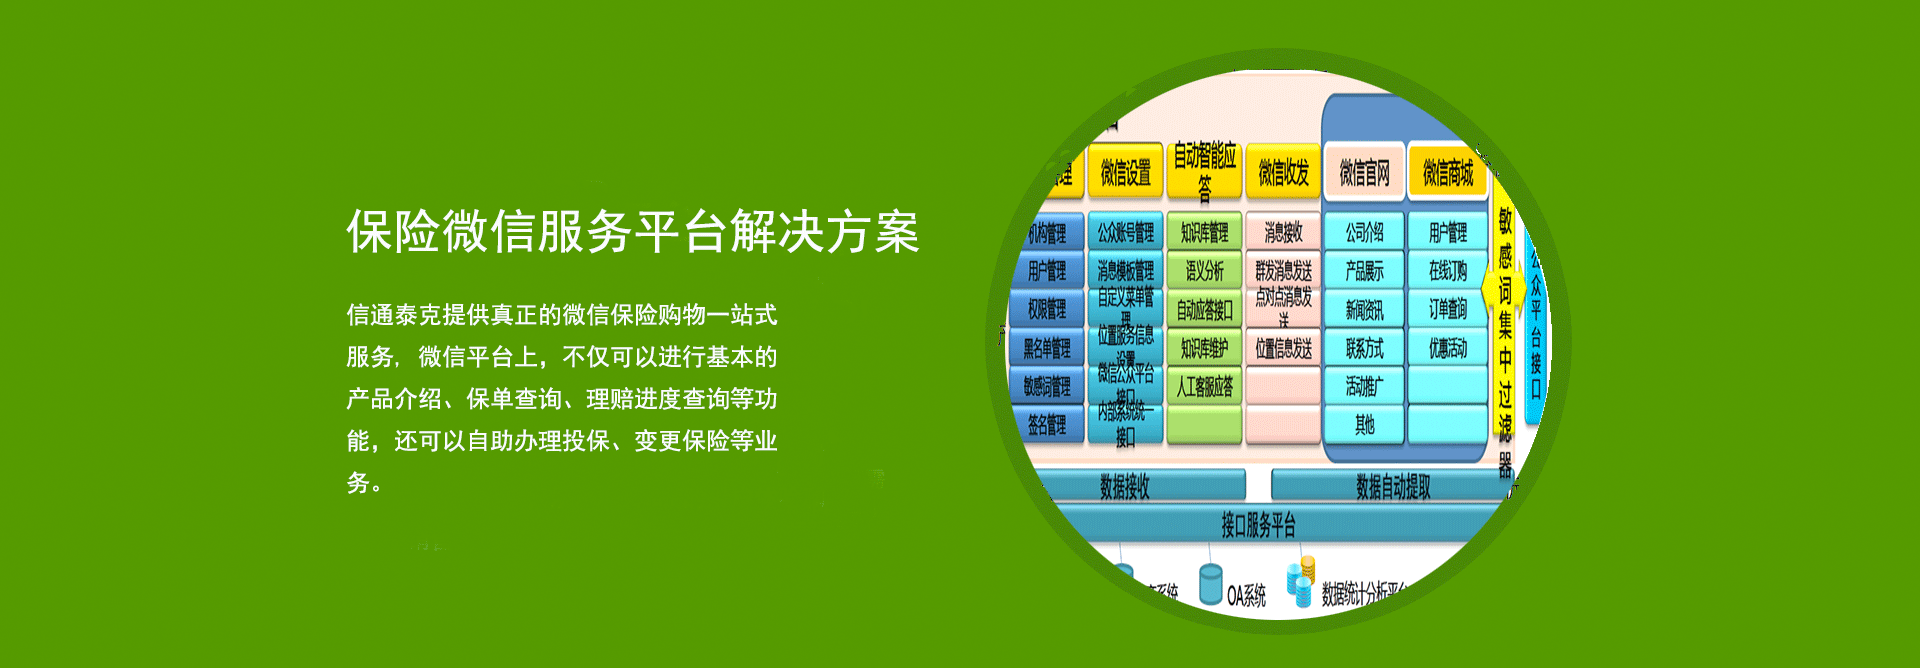 保险微信服务平台解决方案
信通泰克提供真正的微信保险购物一站式
服务，微信平台上，不仅可以进行基本的
产品介绍、保单查询、理赔进度查询等功
能，还可以自助办理投保、变更保险等业
务。
理
微信设置
自动智能应
答
微信收发
微信官网
微信商城
机构管理
用户管理
权限管理
黑名单管理
敏感词管理
签名管理
公众账号管理
消息模板管理
自定义菜单管
理
位置服务信息
设置
微信公众平台
接口
内部系统统一
接口
知识库管理
语义分析
自动应答接口
知识库维护
人工客服应答
消息接收
群发消息发送
点对点消息发
送
位置信息发送
公司介绍
产品展示
新闻资讯
联系方式
活动推广
其他
用户管理
在线订购
订单查询
优惠活动
敏感词集中过滤器
公众平台接口
数据接收
数据自动提取
接口服务平台
系统
OA系统
数据统计分析平台